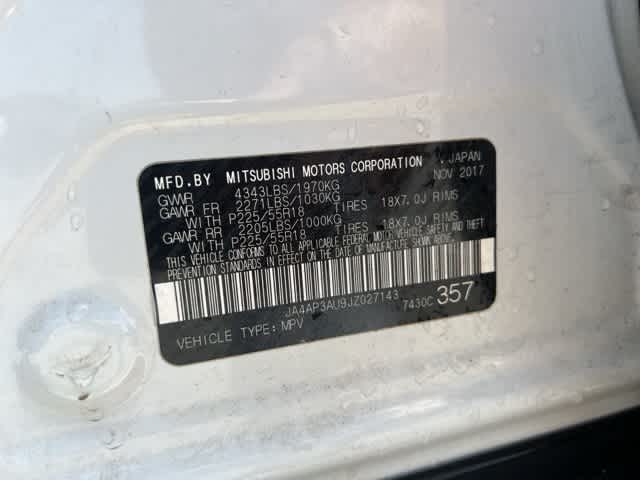 MFD.BY MITSUBISHI MOTORS CORPORATION , JAPAN
GVWR 4343LBS/1970KG NOV 2017
GAWR FR 2271LBS/1030KG
WITH P225/55R18 TIRES 18X7.0J RIMS
GAWR RR 2205LBS/1000KG
WITH P225/55R18 TIRES 18X7.0J RIMS
THIS VEHICLE CONFORMS TO ALL APPLICABLE FEDERAL MOTOR VEHICLE SAFETY AND
THEFT PREVENTION STANDARDS IN EFFECT ON THE DATE OF MANUFACTURE SHOWN ABOVE.
JA4AP3AU9JZ027143 7430C 357
VEHICLE TYPE: MPV